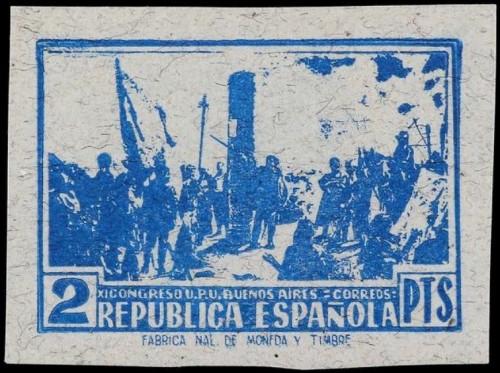 XI CONGRESO U.P.U. BUENOS AIRES.=CORREOS=
2 REPUBLICA ESPAÑOLA PTS
FABRICA NAL. DE MONEDA Y TIMBRE